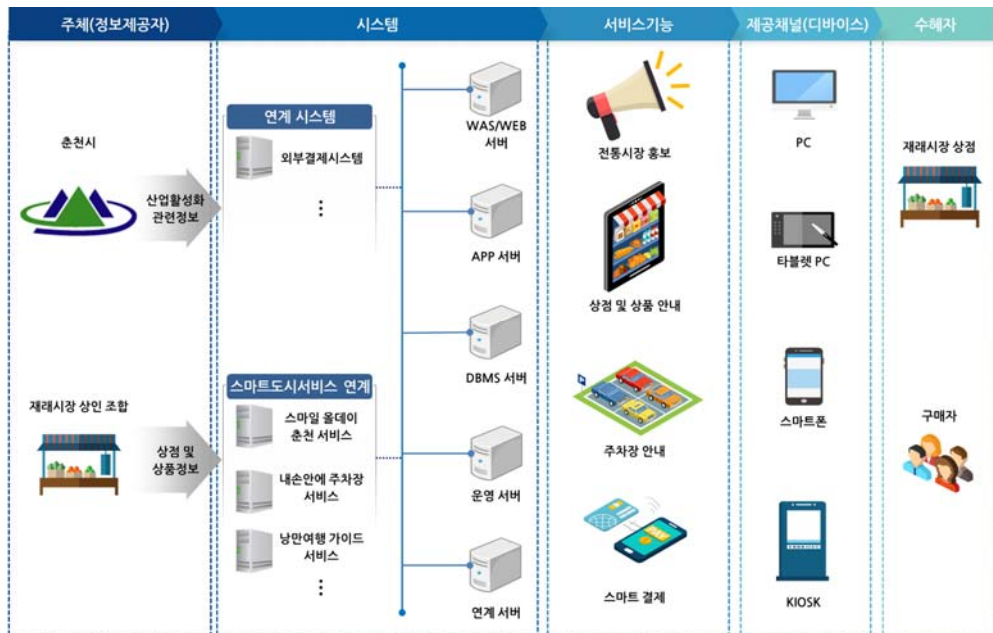 주체(정보제공자)
시스템
서비스기능
제공채널(디바이스)
수혜자
춘천시
산업활성화
관련정보
재래시장 상인 조합
상점 및
상품정보
연계 시스템
외부결제시스템
스마트도시서비스 연계
스마일 올데이
춘천 서비스
내손안에 주차장
서비스
낭만여행 가이드
서비스
WAS/WEB
서버
APP 서버
DBMS 서버
운영 서버
연계 서버
전통시장 홍보
상점 및 상품 안내
주차장 안내
스마트 결제
PC
타블렛 PC
스마트폰
KIOSK
재래시장 상점
구매자